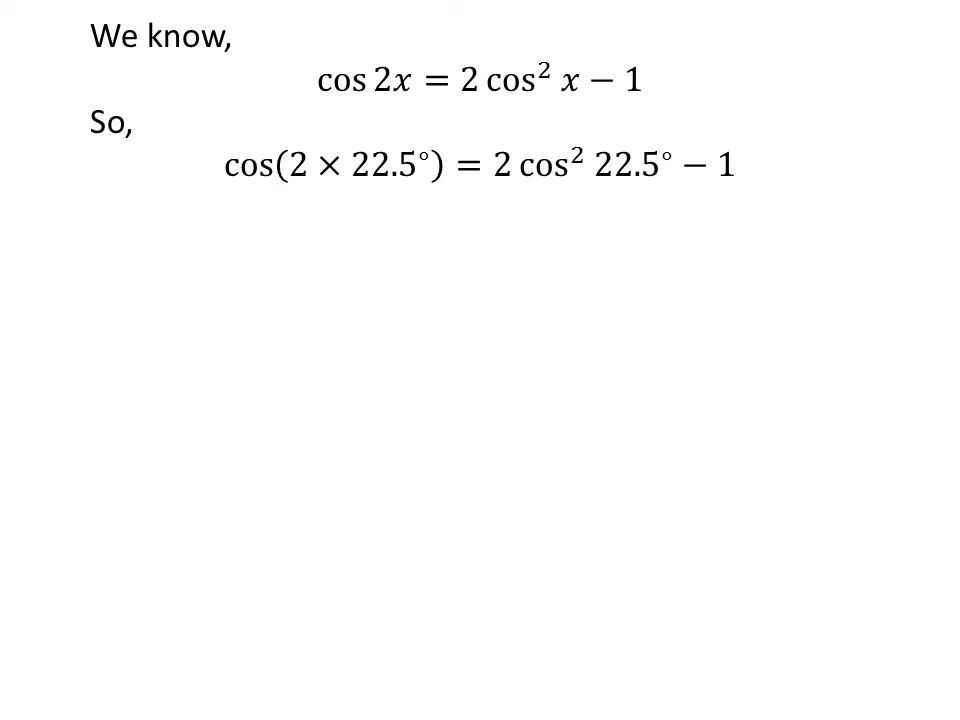 We know,
cos 2𝑥 = 2 cos² 𝑥 − 1
So,
cos(2 × 22.5°) = 2 cos² 22.5° − 1